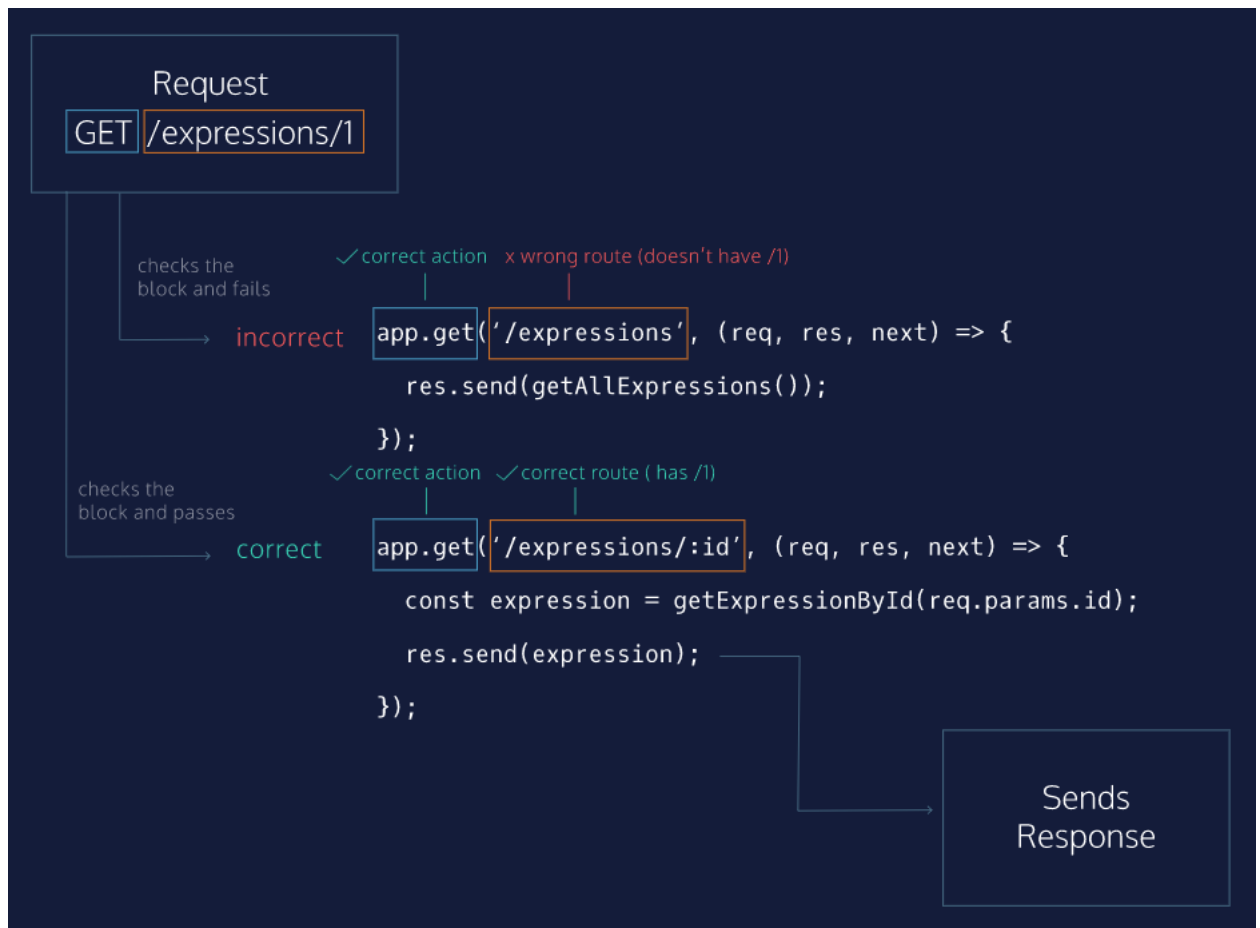 Request
GET /expressions/1
checks the
block and fails
✓ correct action x wrong route (doesn't have /1)
incorrect app.get(‘/expressions’, (req, res, next) => {
res.send(getAllExpressions());
});
✓ correct action ✓ correct route ( has /1)
checks the
block and passes
correct app.get(‘/expressions/:id’, (req, res, next) => {
const expression = getExpressionById(req.params.id);
res.send(expression);
});
Sends
Response